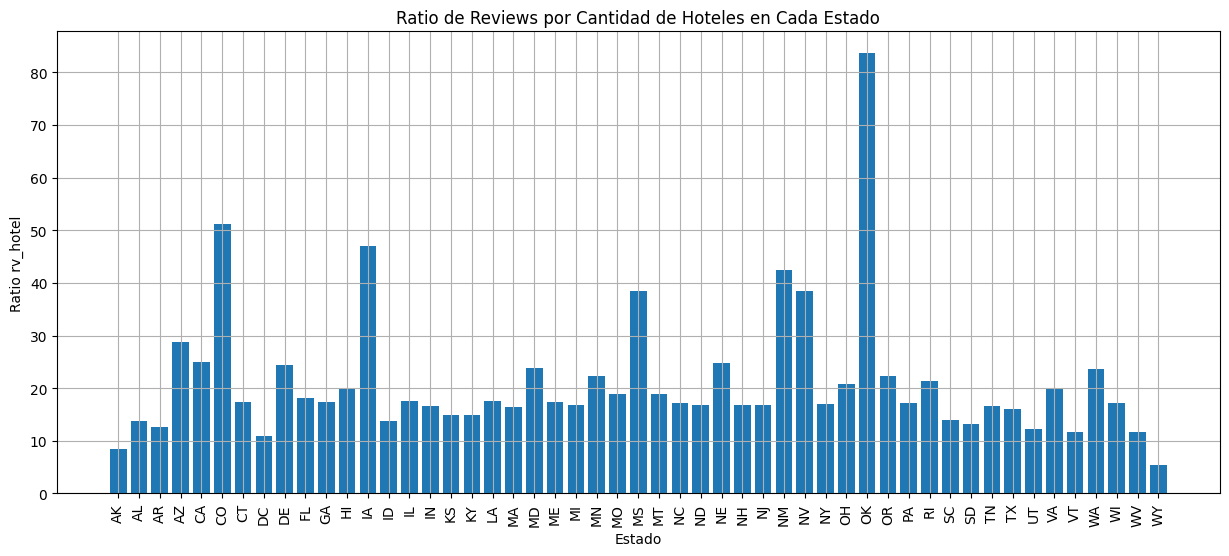 Ratio de Reviews por Cantidad de Hoteles en Cada Estado
Ratio rv_hotel
80
70
60
50
40
30
20
10
0
AK AL AR AZ CA CO CT DC DE FL GA HI IA ID IL IN KS KY LA MA MD ME MI MN MO MS MT NC ND NE NH NJ NM NV NY OH OK OR PA RI SC SD TN TX UT VA VT WA WI WV WY
Estado